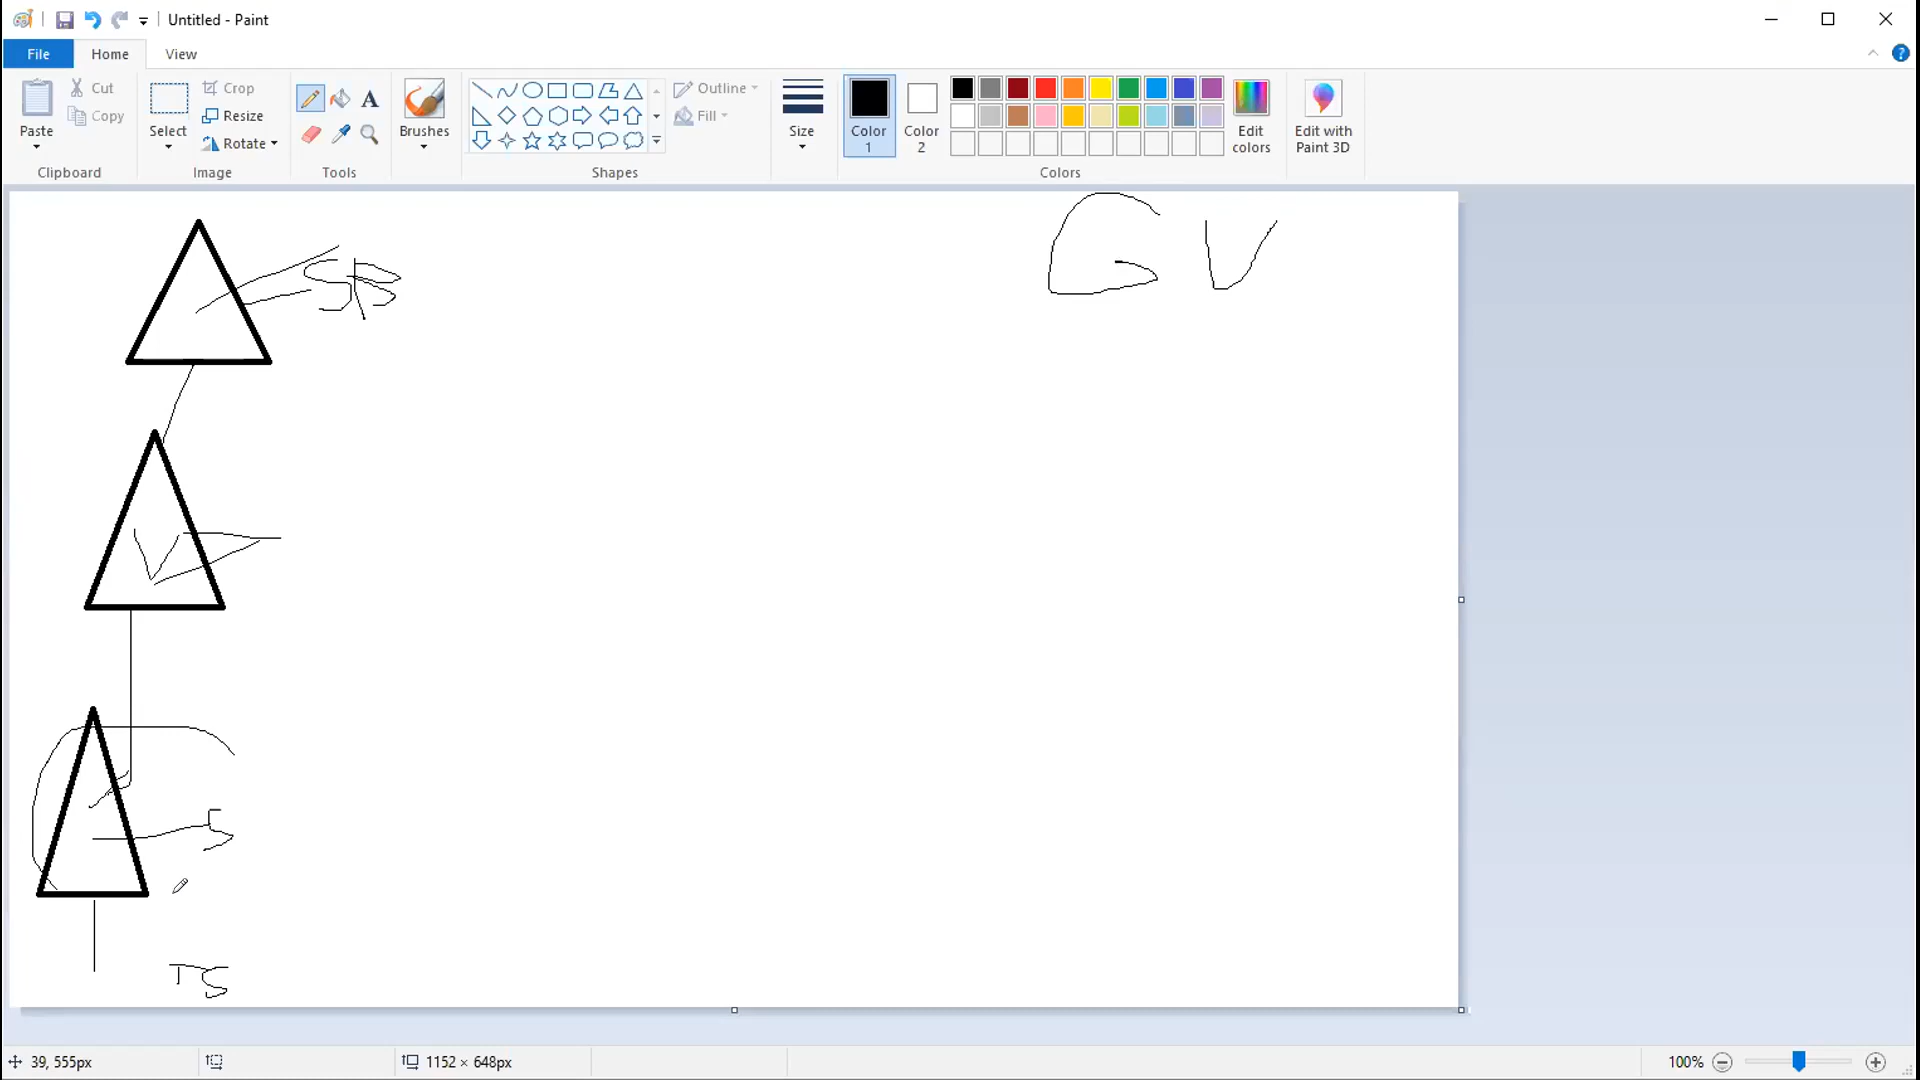 Untitled - Paint
File Home View
Paste
Cut
Copy
Clipboard
Select
Crop
Resize
Rotate
Image
Tools
A
Brushes
Shapes
Outline
Fill
Size
Color 1
Color 2
Colors
Edit colors
Edit with Paint 3D
G V
SB
V
S
TS
39, 555px
1152 × 648px
100%